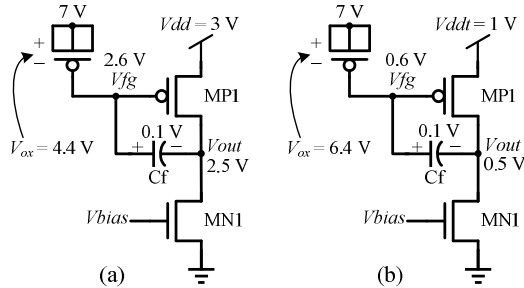 7 V
Vdd = 3 V
+
−
2.6 V
Vfg
MP1
0.1 V
+ −
Cf
Vout
2.5 V
Vox = 4.4 V
Vbias
MN1
(a)
7 V
Vddt = 1 V
+
−
0.6 V
Vfg
MP1
0.1 V
+ −
Cf
Vout
0.5 V
Vox = 6.4 V
Vbias
MN1
(b)